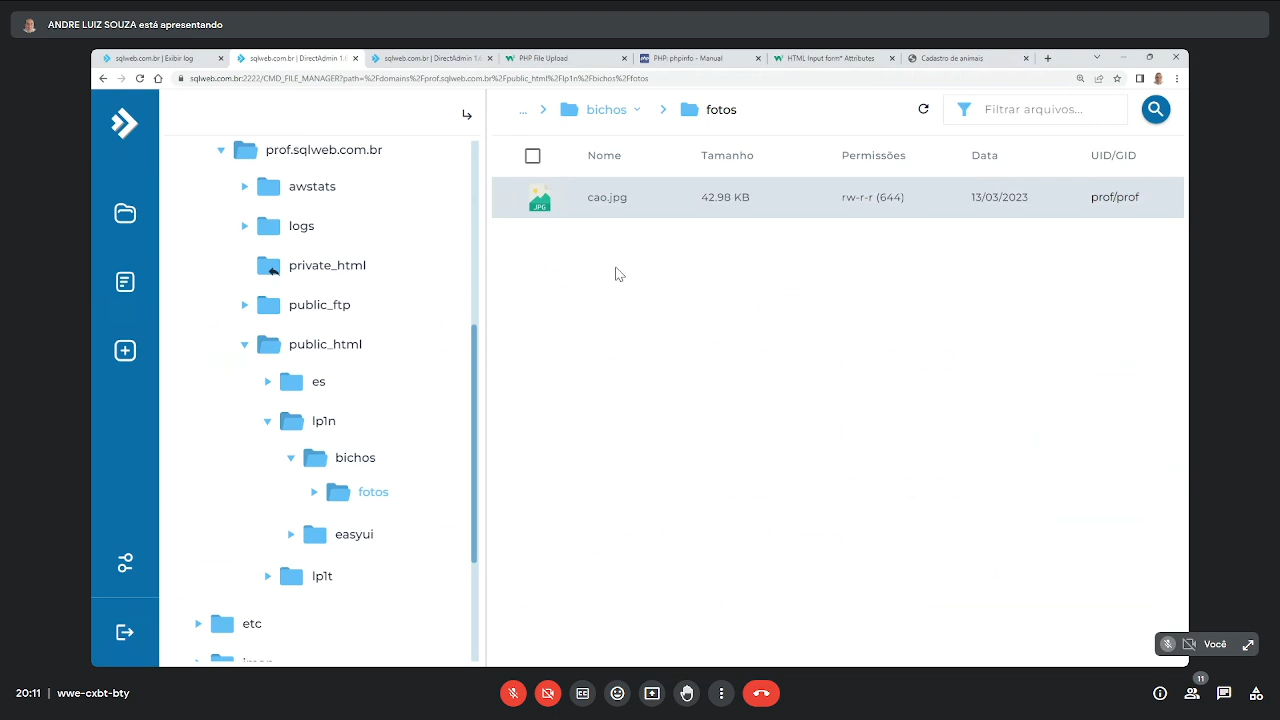 ANDRE LUIZ SOUZA está apresentando
sqlweb.com.br | Exibir log
sqlweb.com.br | DirectAdmin 1.
sqlweb.com.br | DirectAdmin 1.
PHP File Upload
PHP: phpinfo - Manual
HTML Input form* Attributes
Cadastro de animais
sqlweb.com.br:2222/CMD_FILE_MANAGER?path=%2Fdomains%2Fprof.sqlweb.com.br%2Fpublic_html%2Flp1n%2Fbichos%2Ffotos
... > bichos > fotos
Filtrar arquivos...
prof.sqlweb.com.br
awstats
logs
private_html
public_ftp
public_html
es
lp1n
bichos
fotos
easyui
lp1t
etc
Nome Tamanho Permissões Data UID/GID
JPG
cao.jpg 42.98 KB rw-r-r (644) 13/03/2023 prof/prof
Você
20:11 | wwe-cxbt-bty
11